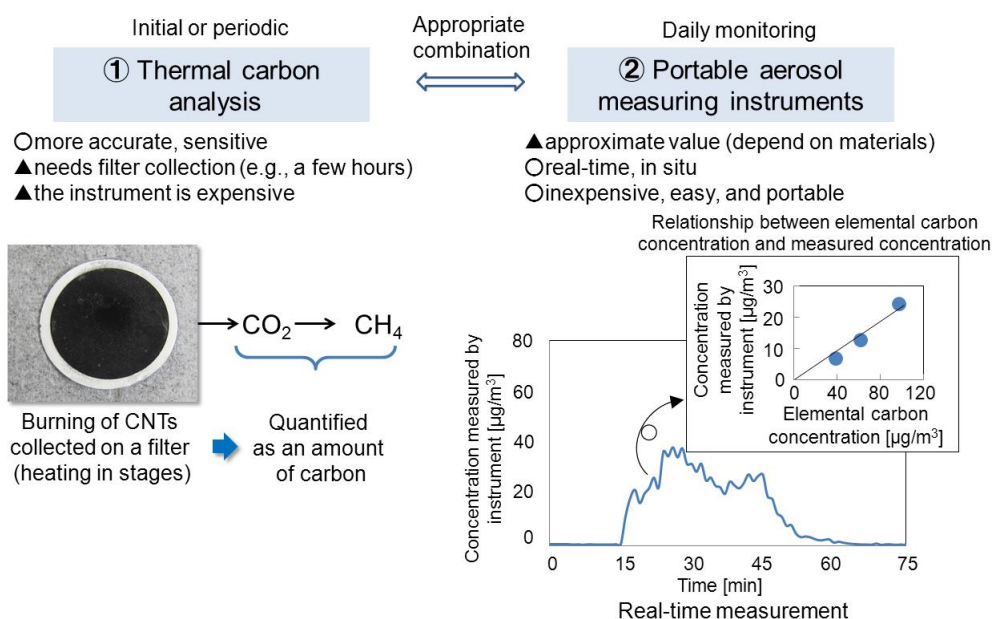 Initial or periodic
① Thermal carbon
analysis
○more accurate, sensitive
▲needs filter collection (e.g., a few hours)
▲the instrument is expensive
Appropriate
combination
Daily monitoring
② Portable aerosol
measuring instruments
▲approximate value (depend on materials)
○real-time, in situ
○inexpensive, easy, and portable
CO₂
CH₄
Burning of CNTs
collected on a filter
(heating in stages)
Quantified
as an amount
of carbon
Relationship between elemental carbon
concentration and measured concentration
Concentration
measured by
instrument [µg/m³]
30
20
10
0
0 40 80 120
Elemental carbon
concentration [µg/m³]
Concentration measured by
instrument [µg/m³]
80
60
40
20
0
0 15 30 45 60 75
Time [min]
Real-time measurement